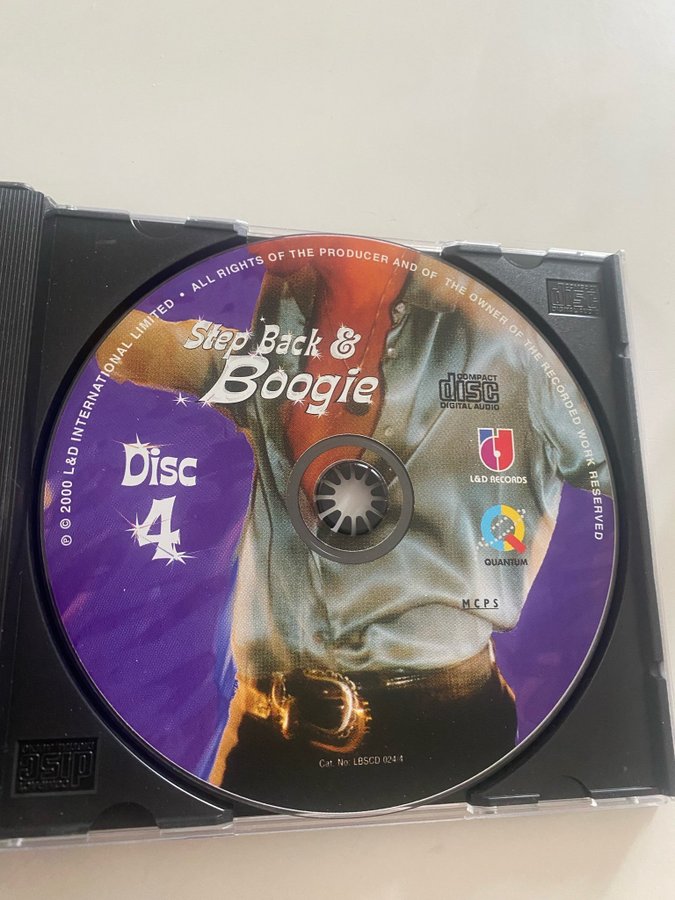 ℗ © 2000 L&D INTERNATIONAL LIMITED • ALL RIGHTS OF THE PRODUCER AND OF THE OWNER OF THE RECORDED WORK RESERVED
Step Back &
Boogie
Disc
4
COMPACT
disc
DIGITAL AUDIO
L&D RECORDS
QUANTUM
MCPS
Cat. No: LBSCD 024/4
disc